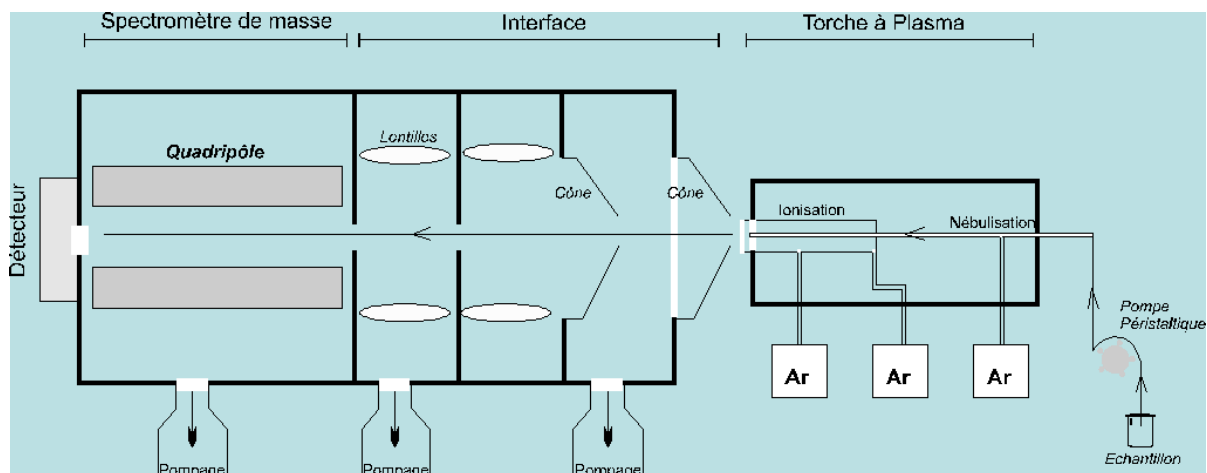 Spectromètre de masse
Interface
Torche à Plasma
Lentilles
Quadripôle
Cône
Cône
Ionisation
Nébulisation
Détecteur
Pompe
Péristaltique
Ar
Ar
Ar
Echantillon
Pompage
Pompage
Pompage